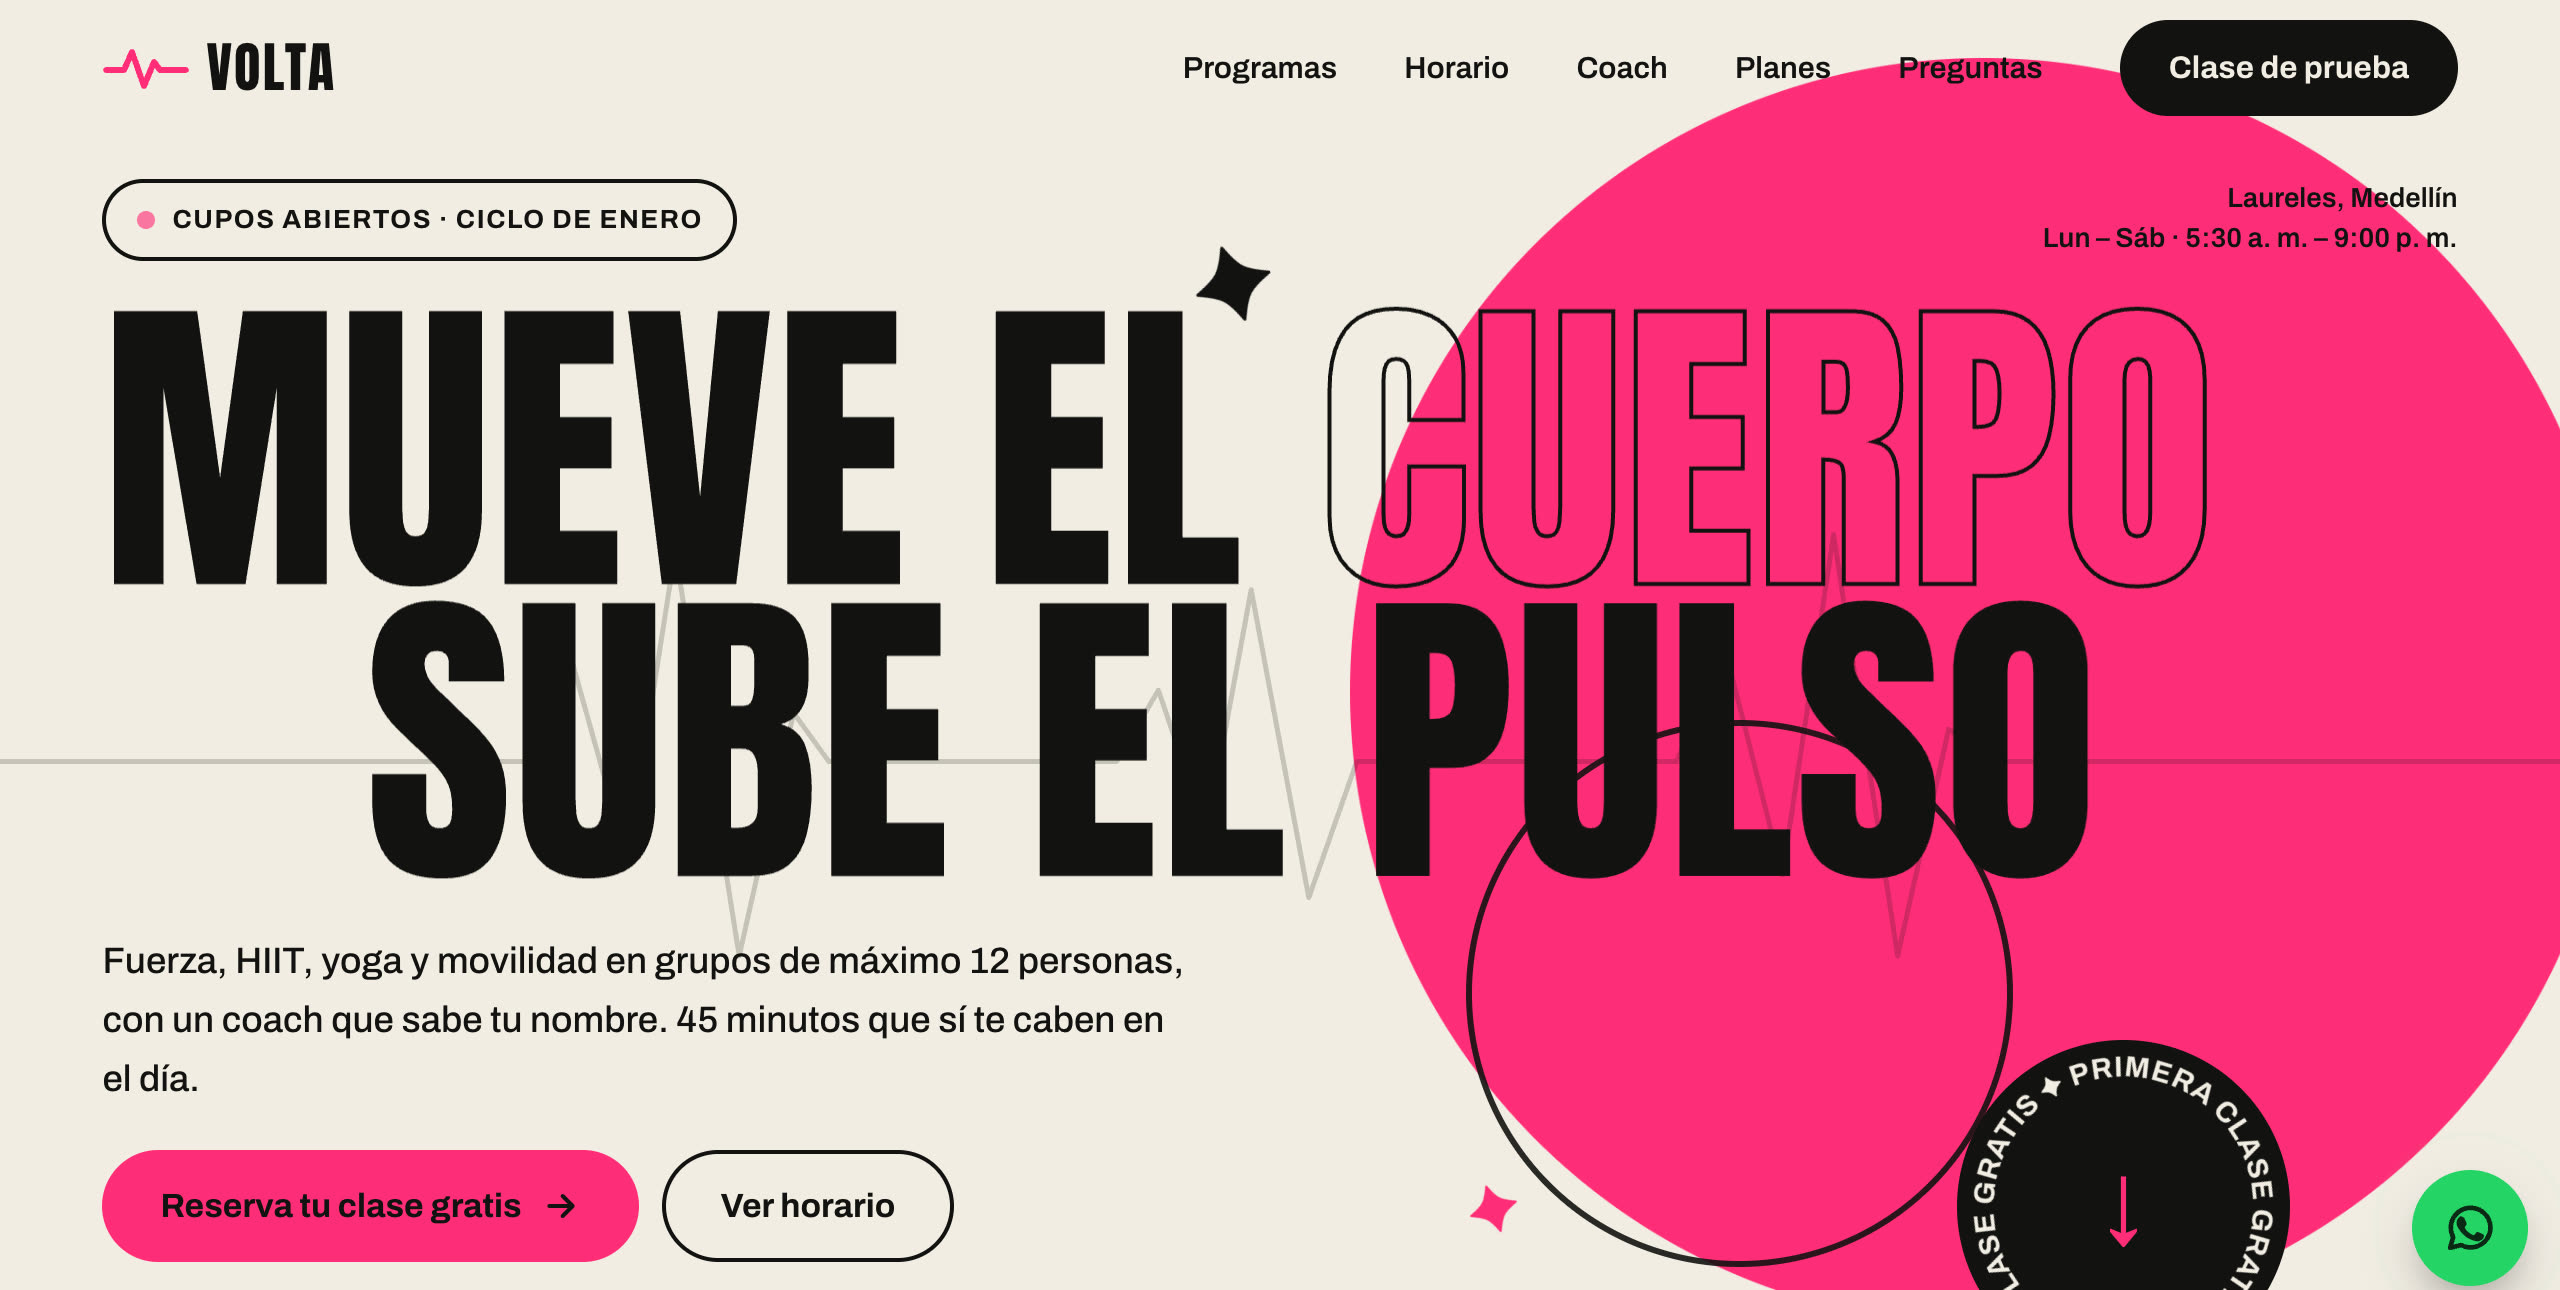 VOLTA
Programas
Horario
Coach
Planes
Preguntas
Clase de prueba
CUPOS ABIERTOS · CICLO DE ENERO
Laureles, Medellín
Lun – Sáb · 5:30 a. m. – 9:00 p. m.
MUEVE EL CUERPO
SUBE EL PULSO
Fuerza, HIIT, yoga y movilidad en grupos de máximo 12 personas,
con un coach que sabe tu nombre. 45 minutos que sí te caben en
el día.
Reserva tu clase gratis →
Ver horario
PRIMERA CLASE GRATIS ✦